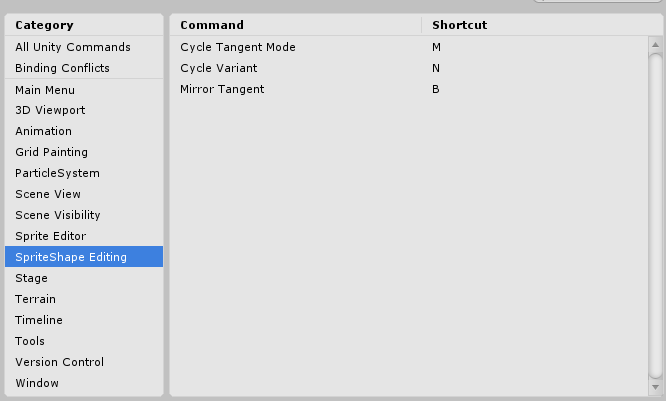 Category
All Unity Commands
Binding Conflicts
Main Menu
3D Viewport
Animation
Grid Painting
ParticleSystem
Scene View
Scene Visibility
Sprite Editor
SpriteShape Editing
Stage
Terrain
Timeline
Tools
Version Control
Window
Command Shortcut
Cycle Tangent Mode M
Cycle Variant N
Mirror Tangent B